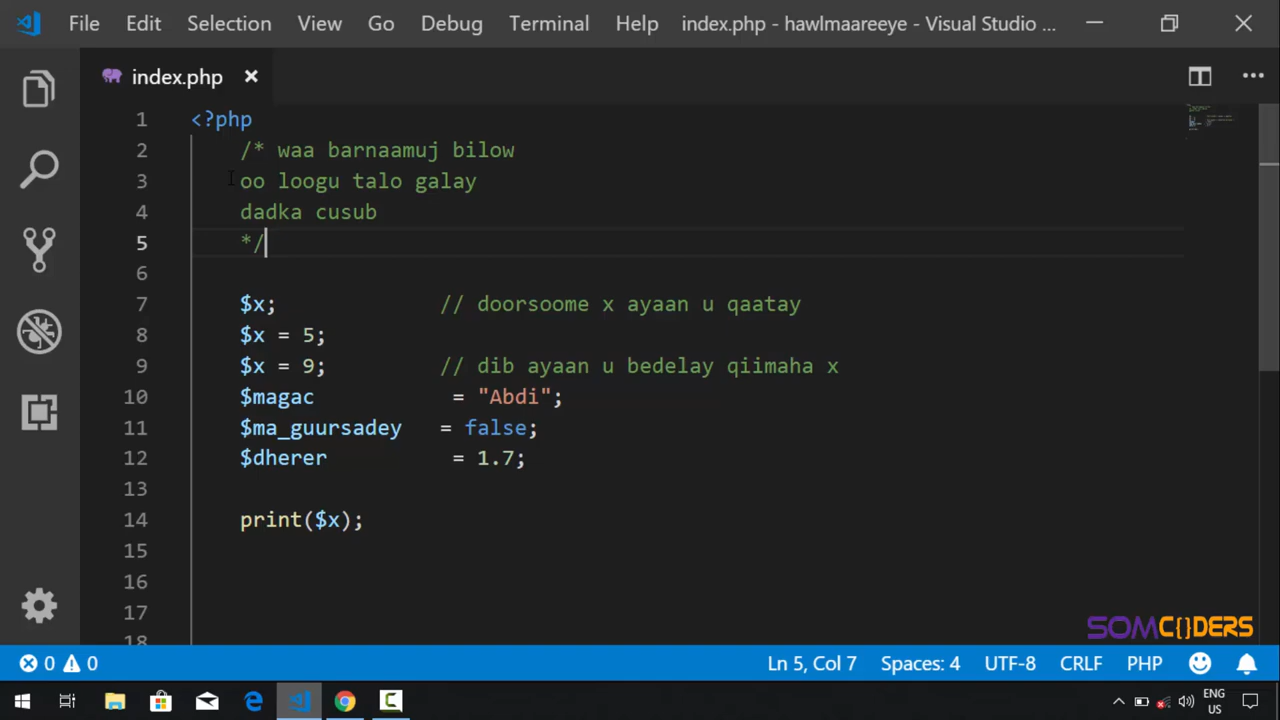 File Edit Selection View Go Debug Terminal Help index.php - hawlmaareeye - Visual Studio ...
index.php
1 <?php
2 /* waa barnaamuj bilow
3 oo loogu talo galay
4 dadka cusub
5 */
6
7 $x; // doorsoome x ayaan u qaatay
8 $x = 5;
9 $x = 9; // dib ayaan u bedelay qiimaha x
10 $magac = "Abdi";
11 $ma_guursadey = false;
12 $dherer = 1.7;
13
14 print($x);
15
16
17
18
SOMC{}DERS
0 0 Ln 5, Col 7 Spaces: 4 UTF-8 CRLF PHP
ENG
US